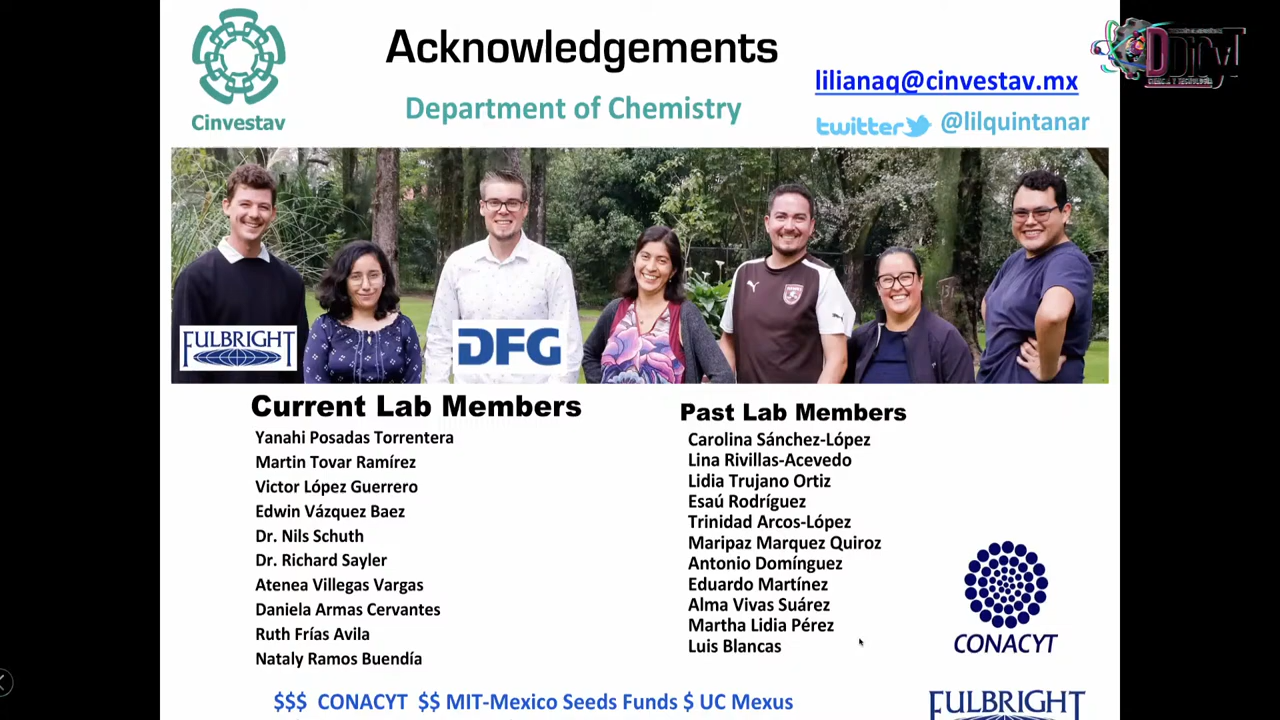 Acknowledgements
Department of Chemistry
Cinvestav
lilianaq@cinvestav.mx
twitter @lilquintanar
FULBRIGHT
DFG
Current Lab Members
Yanahi Posadas Torrentera
Martin Tovar Ramírez
Victor López Guerrero
Edwin Vázquez Baez
Dr. Nils Schuth
Dr. Richard Sayler
Atenea Villegas Vargas
Daniela Armas Cervantes
Ruth Frías Avila
Nataly Ramos Buendía
Past Lab Members
Carolina Sánchez-López
Lina Rivillas-Acevedo
Lidia Trujano Ortiz
Esaú Rodríguez
Trinidad Arcos-López
Maripaz Marquez Quiroz
Antonio Domínguez
Eduardo Martínez
Alma Vivas Suárez
Martha Lidia Pérez
Luis Blancas
CONACYT
$$$ CONACYT $$ MIT-Mexico Seeds Funds $ UC Mexus
FULBRIGHT